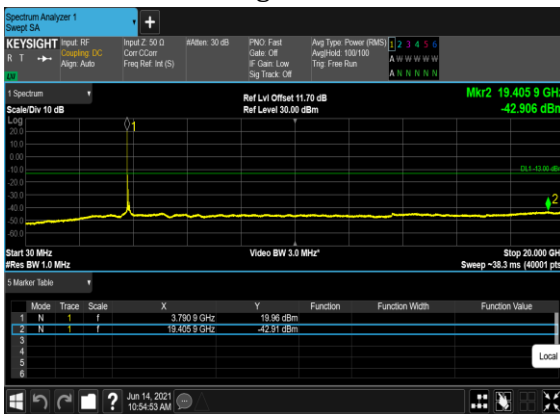 Spectrum Analyzer 1
Swept SA
KEYSIGHT
R T
LV
Input: RF
Coupling: DC
Align: Auto
Input Z: 50 Ω
Corr CCorr
Freq Ref: Int (S)
#Atten: 30 dB
PNO: Fast
Gate: Off
IF Gain: Low
Sig Track: Off
Avg Type: Power (RMS)
Avg|Hold: 100/100
Trig: Free Run
1 2 3 4 5 6
A W W W W W
A N N N N N
1 Spectrum
Scale/Div 10 dB
Ref Lvl Offset 11.70 dB
Ref Level 30.00 dBm
Mkr2 19.405 9 GHz
-42.906 dBm
Log
20.0
10.0
0.00
-10.0
-20.0
-30.0
-40.0
-50.0
-60.0
1
DL1 -13.00 dBm
2
Start 30 MHz
#Res BW 1.0 MHz
Video BW 3.0 MHz*
Stop 20.000 GHz
Sweep ~38.3 ms (40001 pts)
5 Marker Table
Mode Trace Scale X Y Function Function Width Function Value
1 N 1 f 3.790 9 GHz 19.96 dBm
2 N 1 f 19.405 9 GHz -42.91 dBm
3
4
5
6
Local
?
Jun 14, 2021
10:54:53 AM